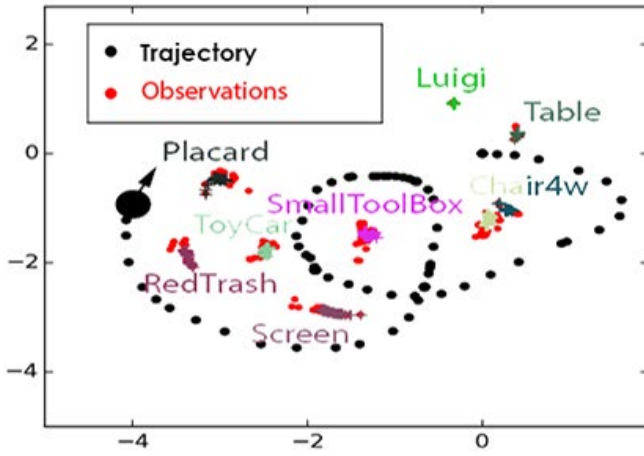 2
Trajectory
Observations
Luigi
Table
0
Placard
Chair4w
SmallToolBox
ToyCar
−2
RedTrash
Screen
−4
−4 −2 0